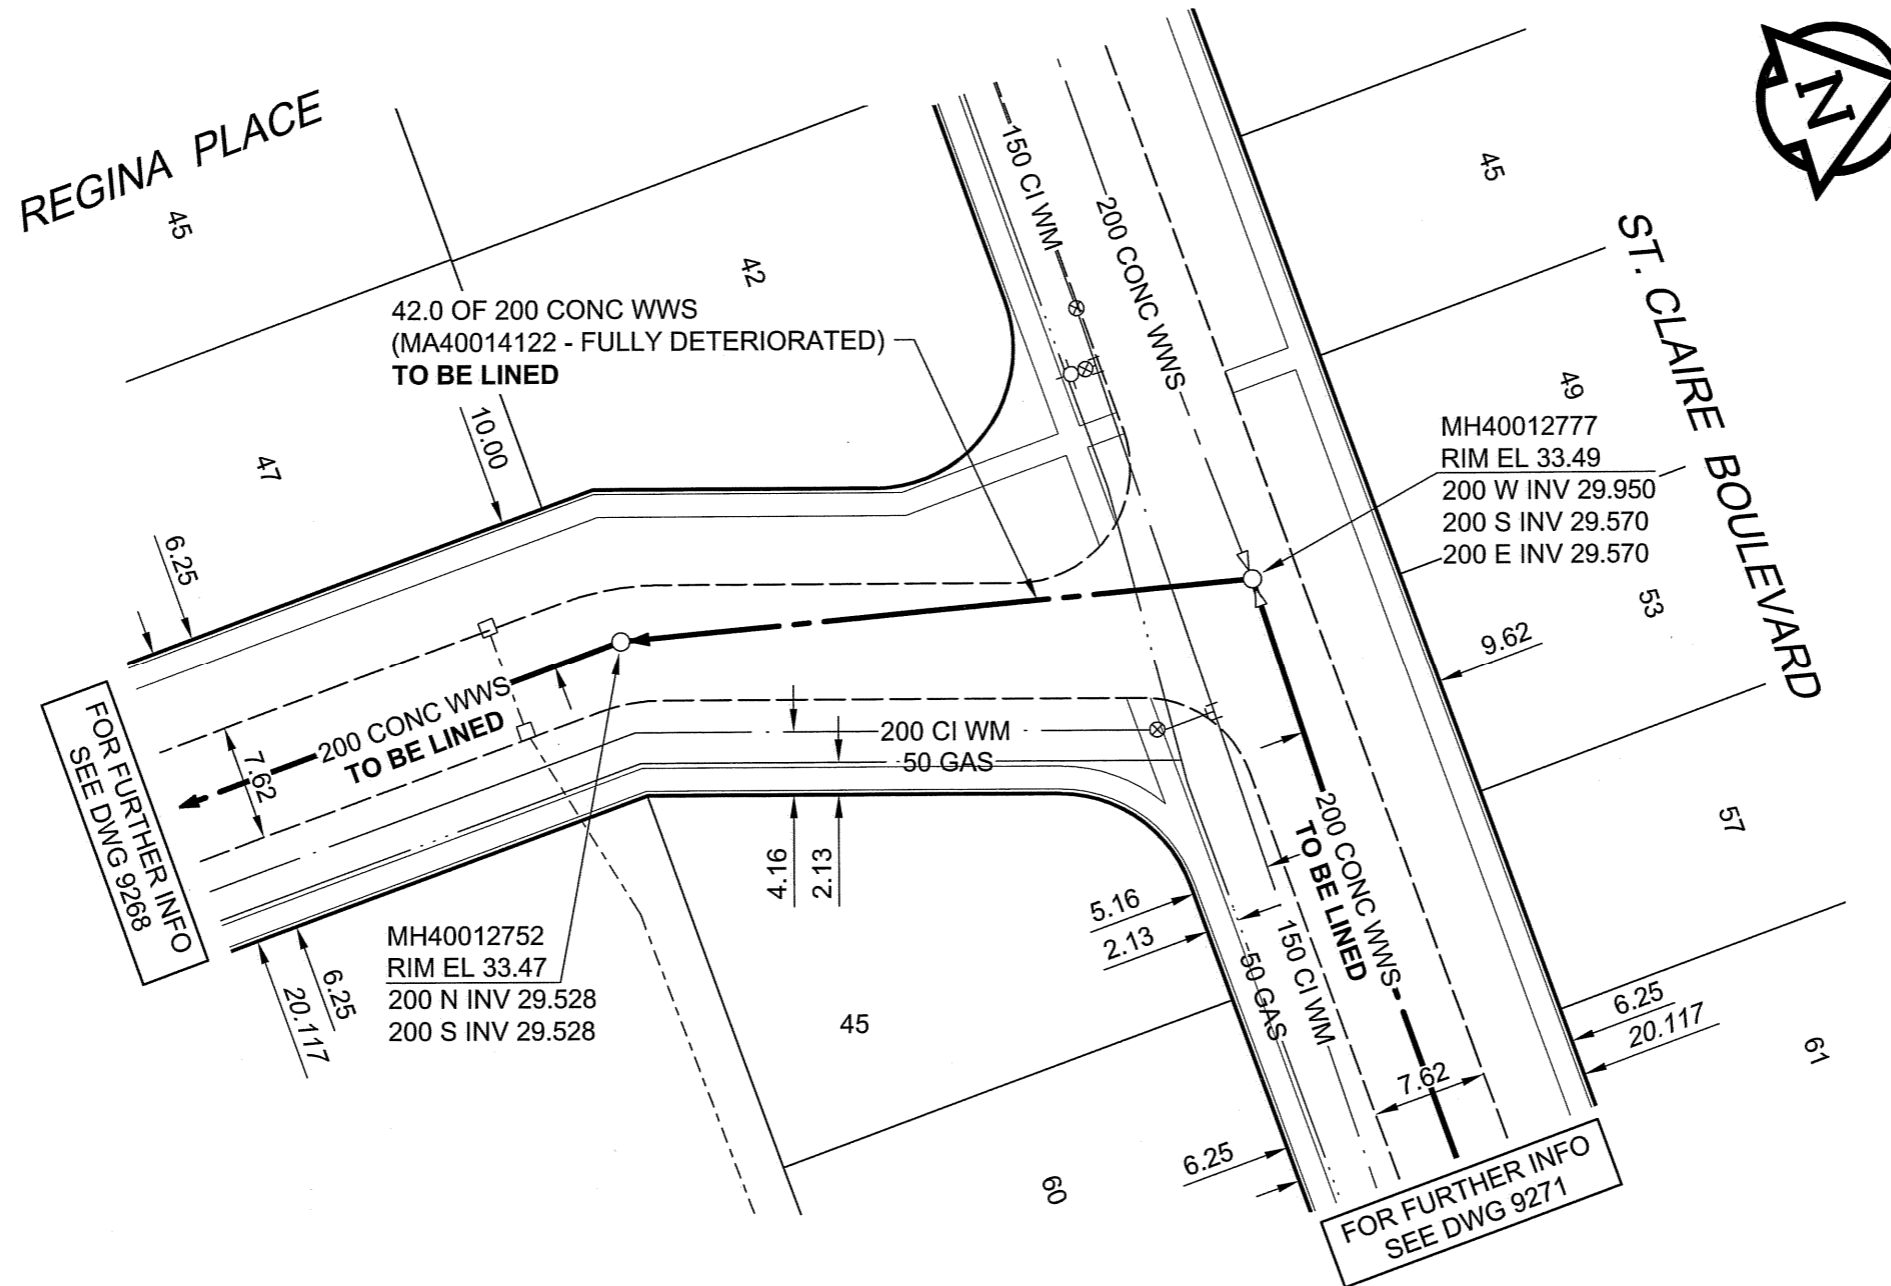 REGINA PLACE
45
42
42.0 OF 200 CONC WWS
(MA40014122 - FULLY DETERIORATED)
TO BE LINED
10.00
47
6.25
150 CI WM
200 CONC WWS
N
45
ST. CLAIRE BOULEVARD
49
MH40012777
RIM EL 33.49
200 W INV 29.950
200 S INV 29.570
200 E INV 29.570
53
9.62
FOR FURTHER INFO
SEE DWG 9268
7.62
200 CONC WWS
TO BE LINED
200 CI WM
50 GAS
4.16
2.13
57
200 CONC WWS
TO BE LINED
5.16
2.13
50 GAS
150 CI WM
MH40012752
RIM EL 33.47
200 N INV 29.528
200 S INV 29.528
6.25
20.117
45
6.25
20.117
61
7.62
60
6.25
FOR FURTHER INFO
SEE DWG 9271